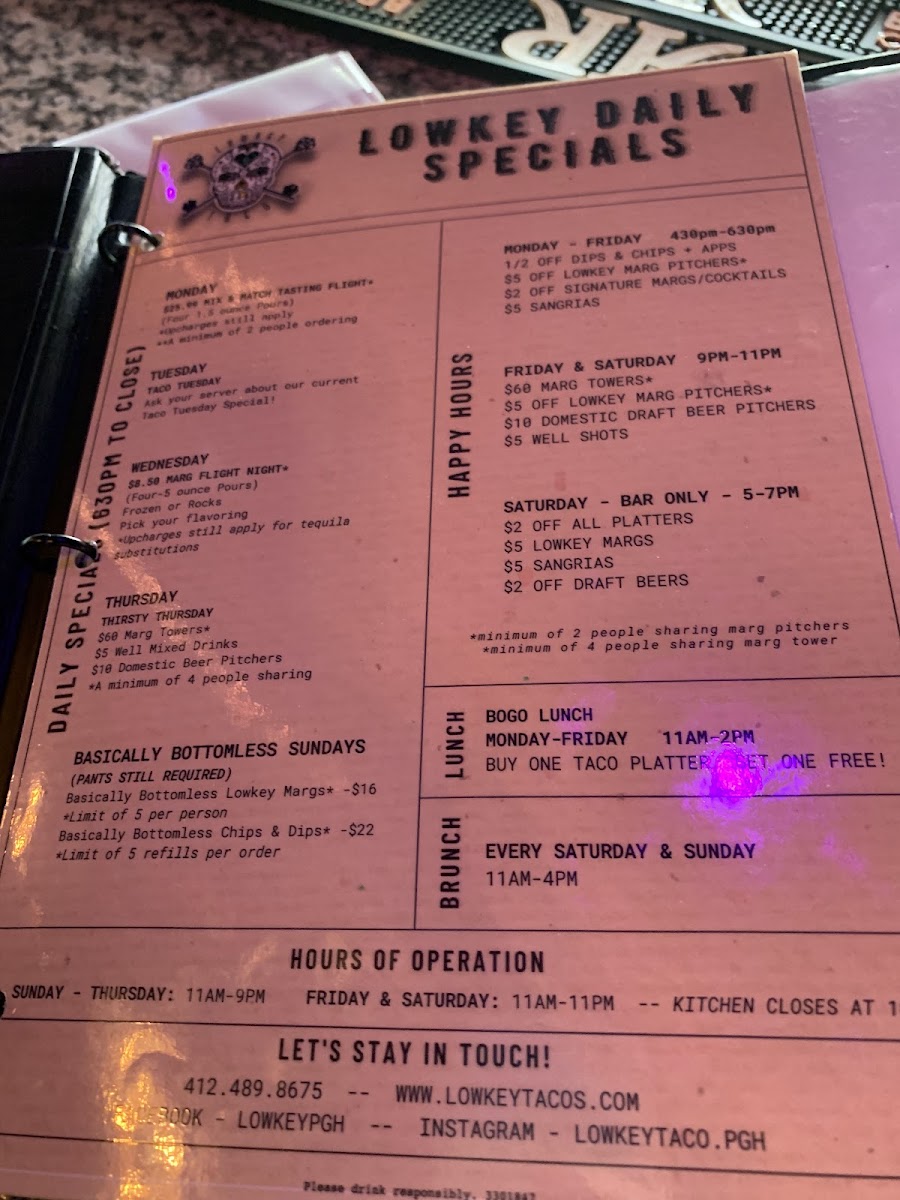 LOWKEY
TACOS
LOWKEY DAILY
SPECIALS
DAILY SPECIALS (630PM TO CLOSE)
MONDAY
$25.00 MIX & MATCH TASTING FLIGHT*
(Four 1.5 ounce Pours)
*Upcharges still apply
**A minimum of 2 people ordering
TUESDAY
TACO TUESDAY
Ask your server about our current
Taco Tuesday Special!
WEDNESDAY
$8.50 MARG FLIGHT NIGHT*
(Four-5 ounce Pours)
Frozen or Rocks
Pick your flavoring
*Upcharges still apply for tequila
substitutions
THURSDAY
THIRSTY THURSDAY
$60 Marg Towers*
$5 Well Mixed Drinks
$10 Domestic Beer Pitchers
*A minimum of 4 people sharing
BASICALLY BOTTOMLESS SUNDAYS
(PANTS STILL REQUIRED)
Basically Bottomless Lowkey Margs* -$16
*Limit of 5 per person
Basically Bottomless Chips & Dips* -$22
*Limit of 5 refills per order
HAPPY HOURS
MONDAY - FRIDAY 430pm-630pm
1/2 OFF DIPS & CHIPS + APPS
$5 OFF LOWKEY MARG PITCHERS*
$2 OFF SIGNATURE MARGS/COCKTAILS
$5 SANGRIAS
FRIDAY & SATURDAY 9PM-11PM
$60 MARG TOWERS*
$5 OFF LOWKEY MARG PITCHERS*
$10 DOMESTIC DRAFT BEER PITCHERS
$5 WELL SHOTS
SATURDAY - BAR ONLY - 5-7PM
$2 OFF ALL PLATTERS
$5 LOWKEY MARGS
$5 SANGRIAS
$2 OFF DRAFT BEERS
*minimum of 2 people sharing marg pitchers
*minimum of 4 people sharing marg tower
LUNCH
BOGO LUNCH
MONDAY-FRIDAY 11AM-2PM
BUY ONE TACO PLATTER GET ONE FREE!
BRUNCH
EVERY SATURDAY & SUNDAY
11AM-4PM
HOURS OF OPERATION
SUNDAY - THURSDAY: 11AM-9PM FRIDAY & SATURDAY: 11AM-11PM -- KITCHEN CLOSES AT
LET'S STAY IN TOUCH!
412.489.8675 -- WWW.LOWKEYTACOS.COM
FACEBOOK - LOWKEYPGH -- INSTAGRAM - LOWKEYTACO.PGH
Please drink responsibly. 3301847